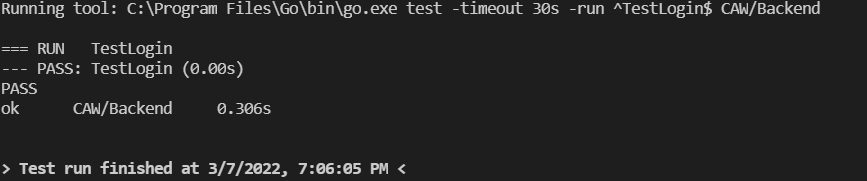 Running tool: C:\Program Files\Go\bin\go.exe test -timeout 30s -run ^TestLogin$ CAW/Backend
=== RUN   TestLogin
--- PASS: TestLogin (0.00s)
PASS
ok      CAW/Backend     0.306s
> Test run finished at 3/7/2022, 7:06:05 PM <